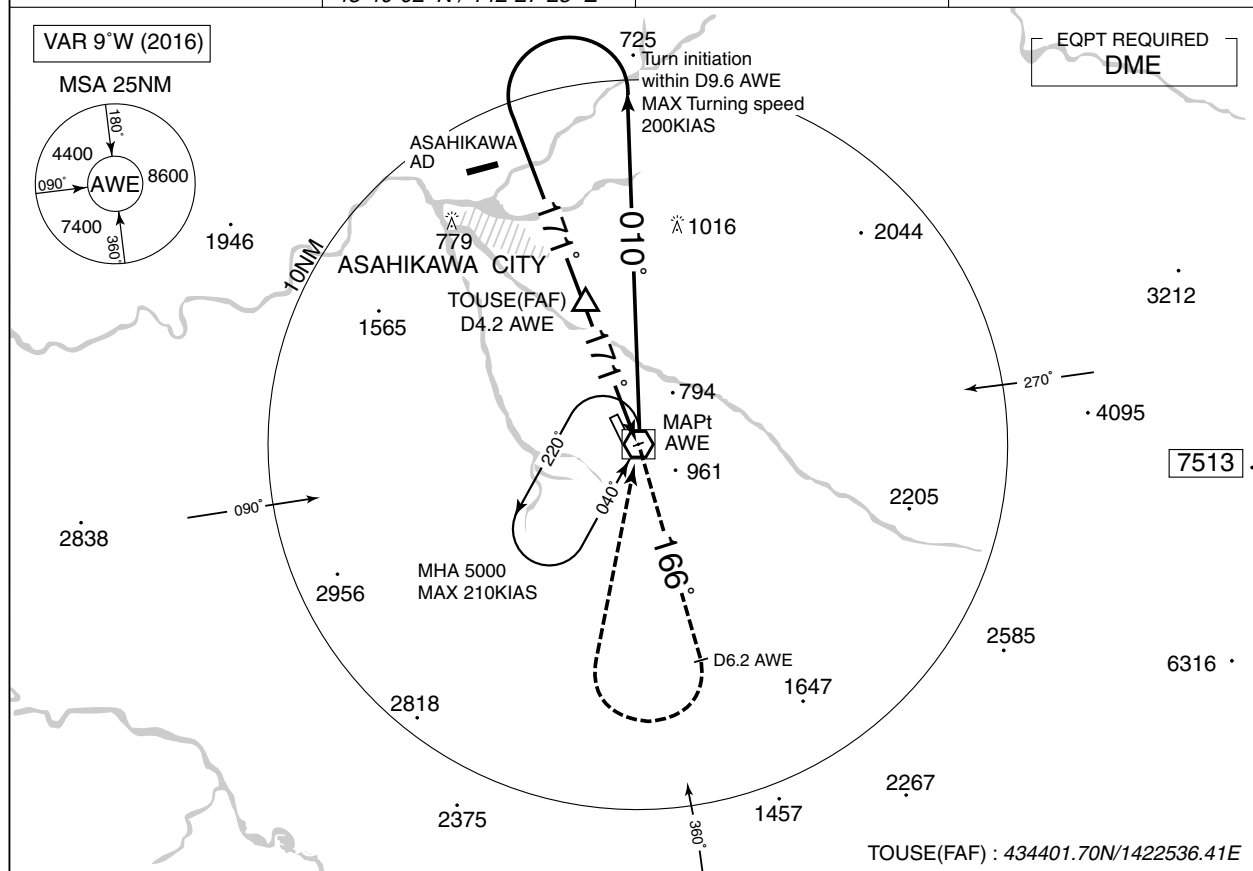 VAR 9˚W (2016)
MSA 25NM
180˚
4400
090˚
AWE
8600
7400
360˚
725
Turn initiation
within D9.6 AWE
MAX Turning speed
200KIAS
EQPT REQUIRED
DME
ASAHIKAWA
AD
1946
779
ASAHIKAWA CITY
10NM
171˚
010˚
1016
2044
3212
TOUSE(FAF)
D4.2 AWE
1565
171˚
270˚
794
4095
MAPt
AWE
220˚
040˚
961
7513
090˚
2205
2838
2956
MHA 5000
MAX 210KIAS
166˚
2585
D6.2 AWE
6316
1647
2818
2267
2375
1457
360˚
TOUSE(FAF) : 434401.70N/1422536.41E